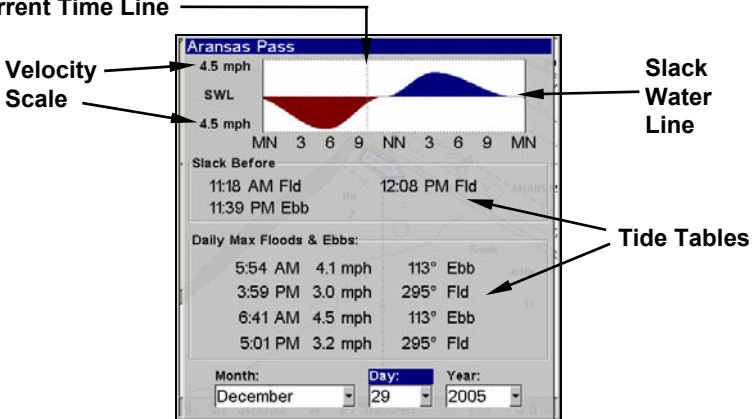 rrent Time Line
Aransas Pass
Velocity
Scale
4.5 mph
SWL
4.5 mph
Slack
Water
Line
MN 3 6 9 NN 3 6 9 MN
Slack Before
11:18 AM Fld 12:08 PM Fld
11:39 PM Ebb
Tide Tables
Daily Max Floods & Ebbs:
5:54 AM 4.1 mph 113° Ebb
3:59 PM 3.0 mph 295° Fld
6:41 AM 4.5 mph 113° Ebb
5:01 PM 3.2 mph 295° Fld
Month: Day: Year:
December 29 2005